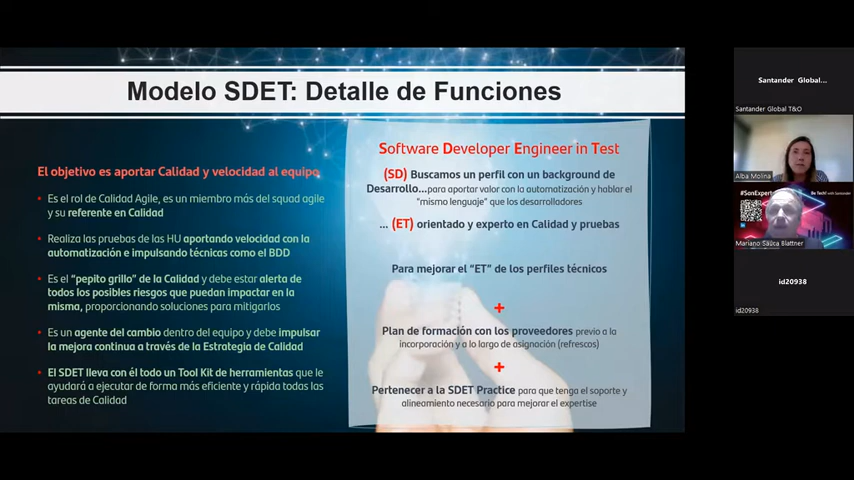 Modelo SDET: Detalle de Funciones
El objetivo es aportar Calidad y velocidad al equipo
• Es el rol de Calidad Agile, es un miembro más del squad agile
y su referente en Calidad
• Realiza las pruebas de las HU aportando velocidad con la
automatización e impulsando técnicas como el BDD
• Es el “pepito grillo” de la Calidad y debe estar alerta de
todos los posibles riesgos que puedan impactar en la
misma, proporcionando soluciones para mitigarlos
• Es un agente del cambio dentro del equipo y debe impulsar
la mejora continua a través de la Estrategia de Calidad
• El SDET lleva con él todo un Tool Kit de herramientas que le
ayudará a ejecutar de forma más eficiente y rápida todas las
tareas de Calidad
Software Developer Engineer in Test
(SD) Buscamos un perfil con un background de
Desarrollo...para aportar valor con la automatización y hablar el
“mismo lenguaje” que los desarrolladores
... (ET) orientado y experto en Calidad y pruebas
Para mejorar el “ET” de los perfiles técnicos
+
Plan de formación con los proveedores previo a la
incorporación y a lo largo de asignación (refrescos)
+
Pertenecer a la SDET Practice para que tenga el soporte y
alineamiento necesario para mejorar el expertise
Santander Global...
Santander Global T&O
Alba Molina
#SanExperts
Be Tech! with Santander
Mariano Sauca Blattner
id20938
id20938